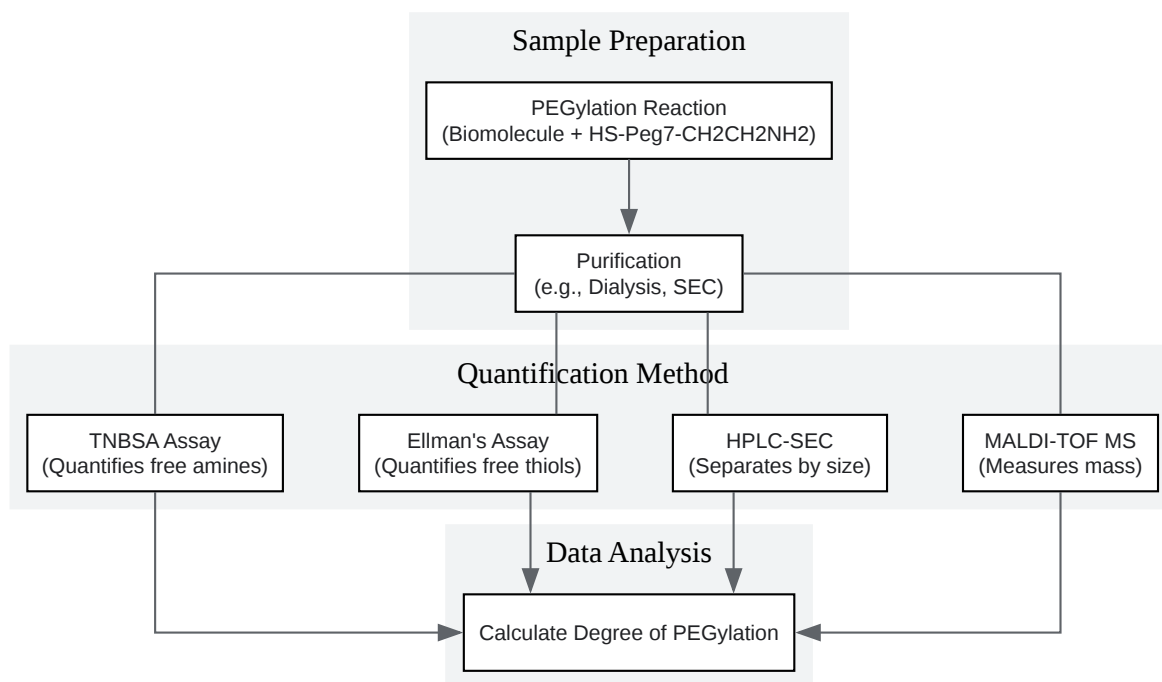 Sample Preparation
PEGylation Reaction
(Biomolecule + HS-Peg7-CH2CH2NH2)
Purification
(e.g., Dialysis, SEC)
Quantification Method
TNBSA Assay
(Quantifies free amines)
Ellman's Assay
(Quantifies free thiols)
HPLC-SEC
(Separates by size)
MALDI-TOF MS
(Measures mass)
Data Analysis
Calculate Degree of PEGylation